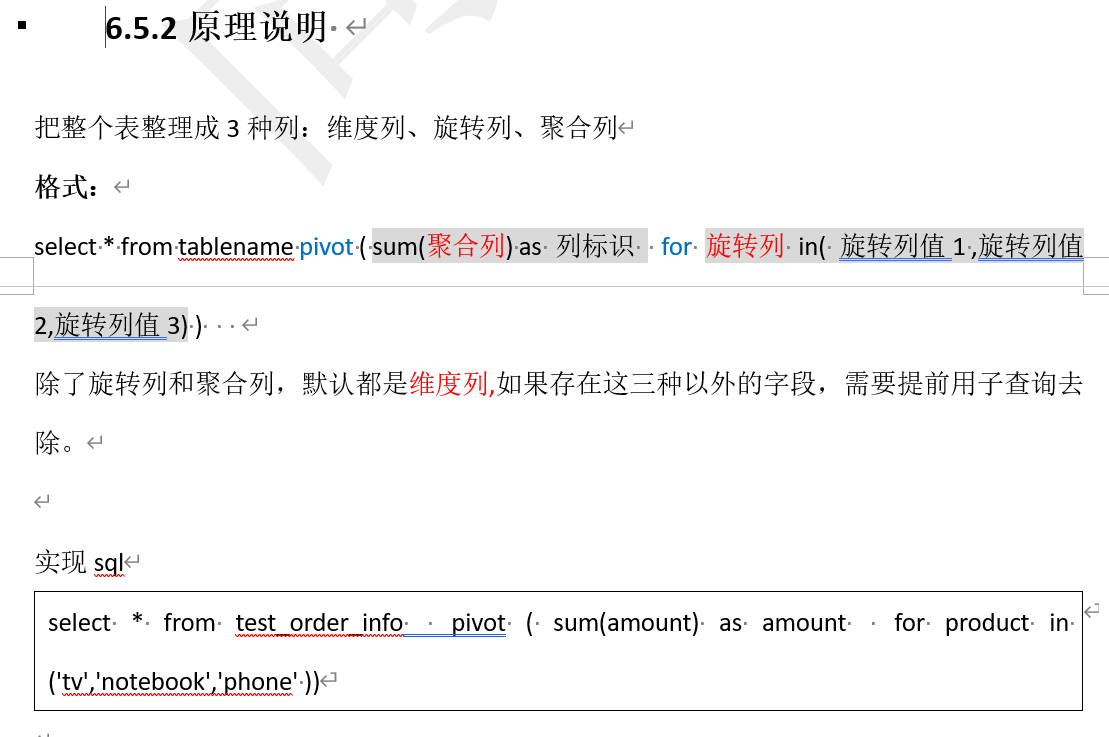 6.5.2 原理说明
把整个表整理成 3 种列：维度列、旋转列、聚合列
格式：
select * from tablename pivot ( sum(聚合列) as 列标识 for 旋转列 in( 旋转列值 1 ,旋转列值
2,旋转列值 3) )
除了旋转列和聚合列，默认都是维度列,如果存在这三种以外的字段，需要提前用子查询去
除。
实现 sql
select * from test_order_info pivot ( sum(amount) as amount for product in
('tv','notebook','phone' ))